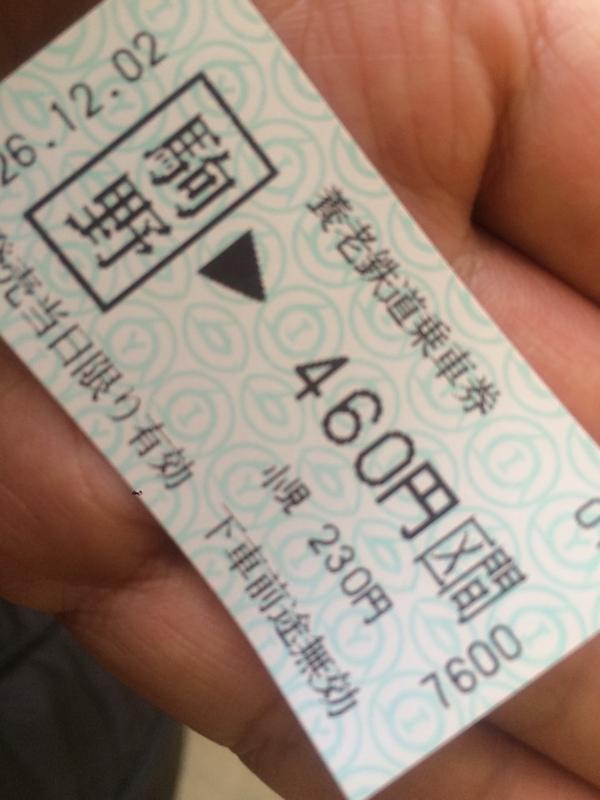 養老鉄道乗車券
26.12.02
駒野
▶ 460円区間
小児 230円
発売当日限り有効
下車前途無効
7600